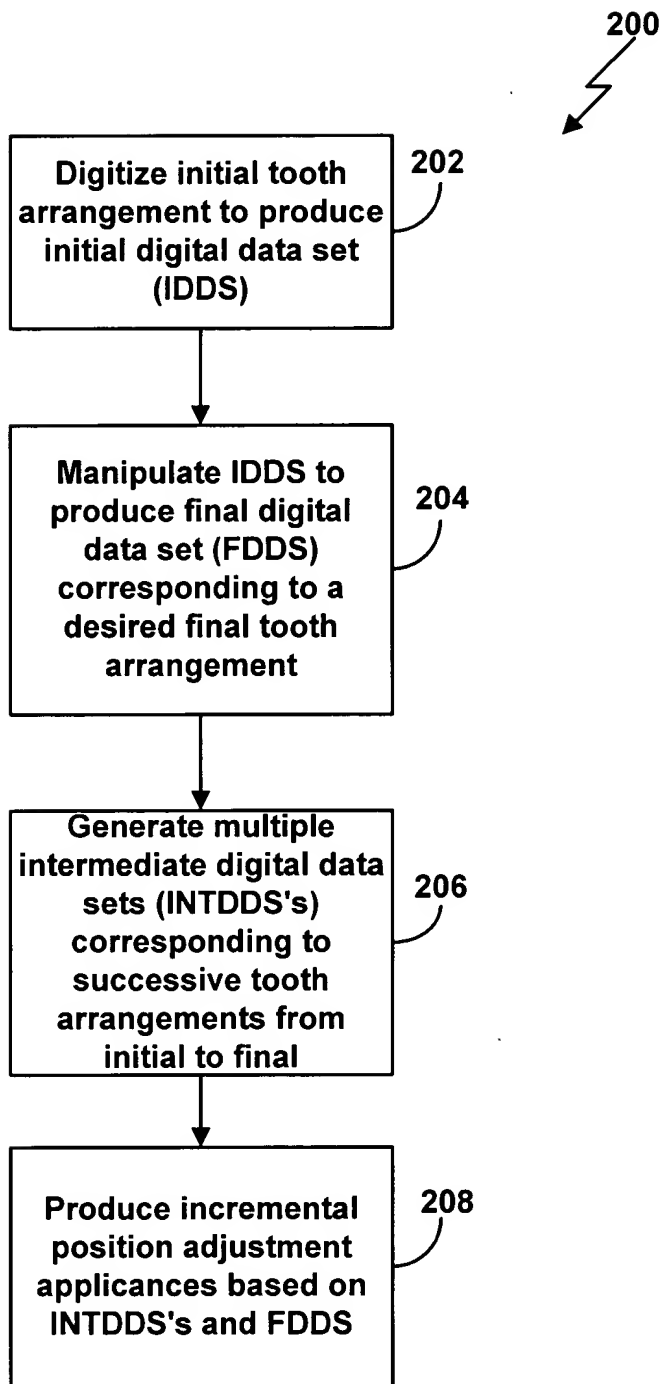 200
Digitize initial tooth
arrangement to produce
initial digital data set
(IDDS)
202
Manipulate IDDS to
produce final digital
data set (FDDS)
corresponding to a
desired final tooth
arrangement
204
Generate multiple
intermediate digital data
sets (INTDDS's)
corresponding to
successive tooth
arrangements from
initial to final
206
Produce incremental
position adjustment
applicances based on
INTDDS's and FDDS
208